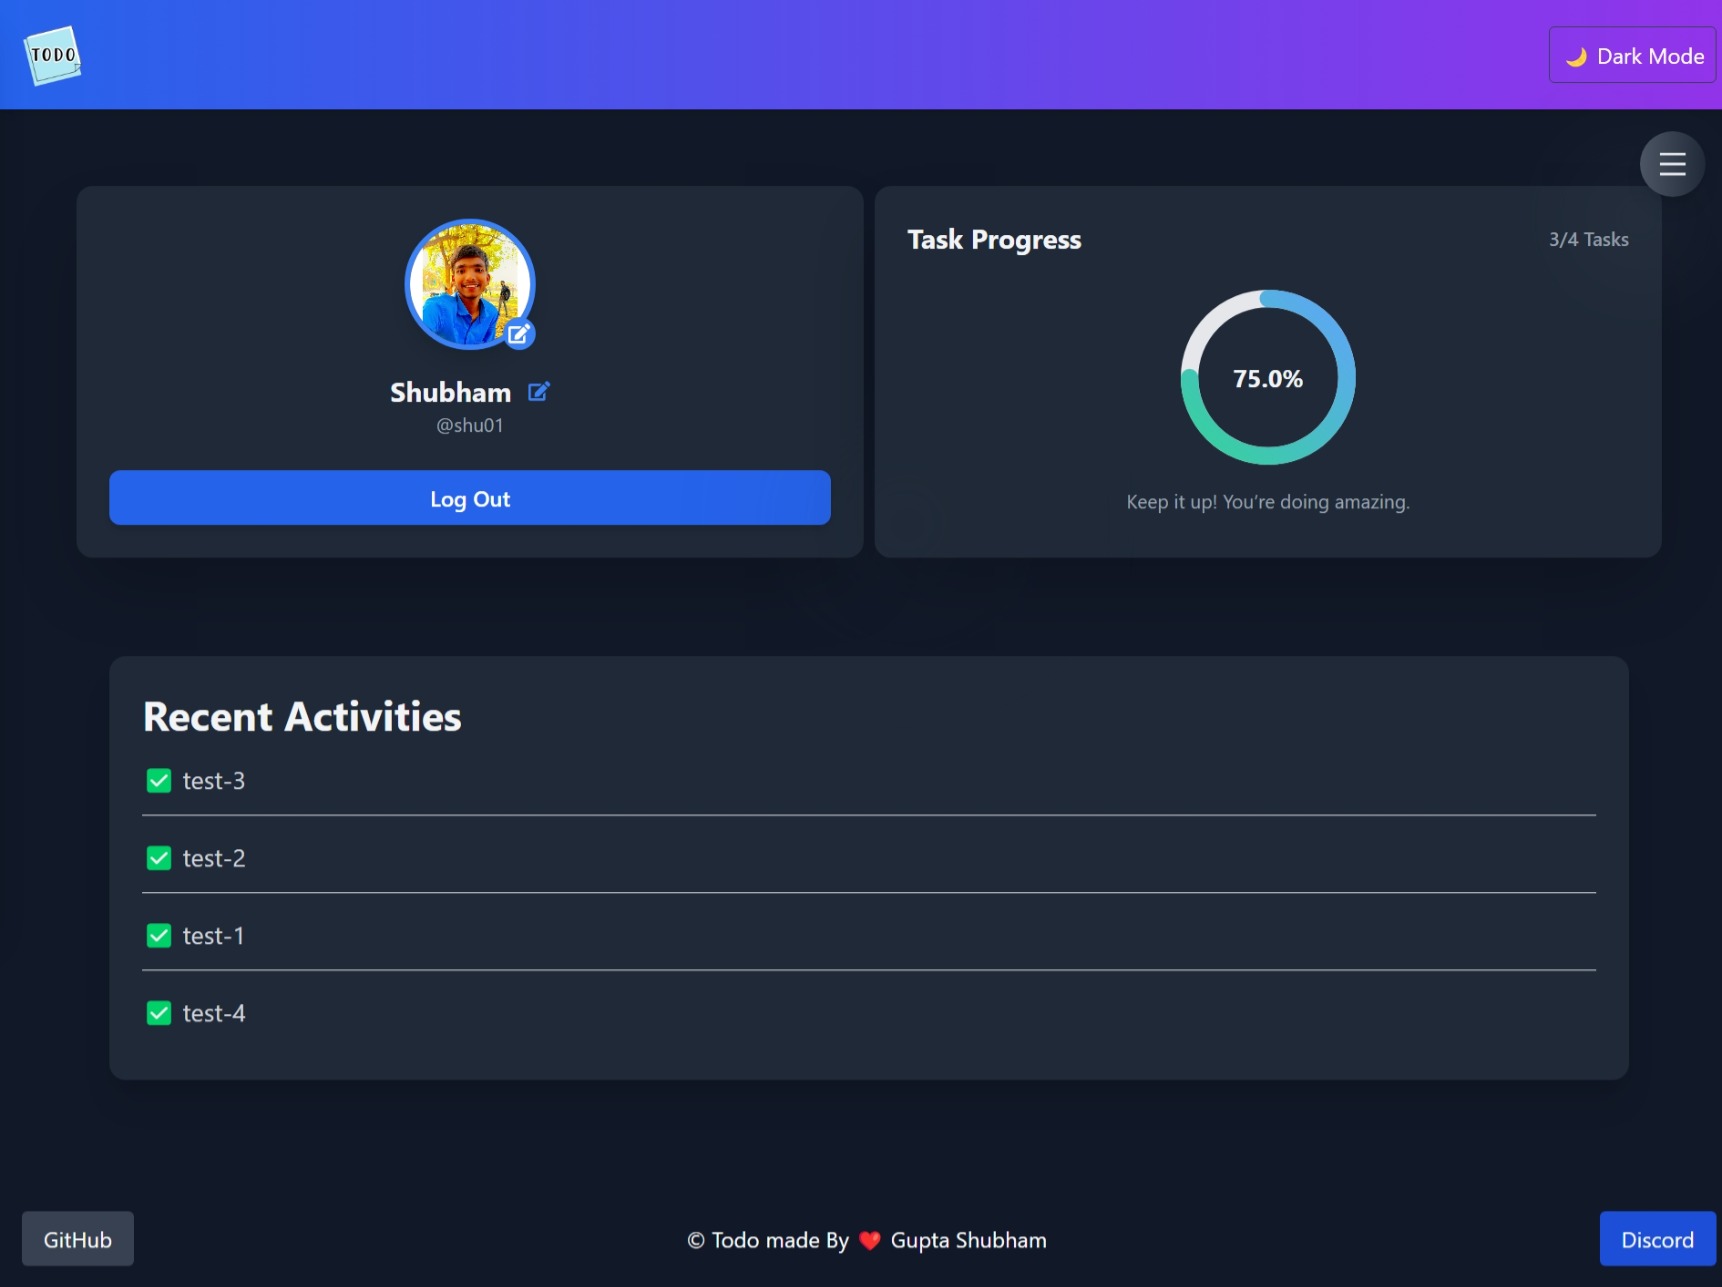 TODO
🌙 Dark Mode
Task Progress
3/4 Tasks
75.0%
Keep it up! You’re doing amazing.
Shubham
@shu01
Log Out
Recent Activities
✅ test-3
✅ test-2
✅ test-1
✅ test-4
GitHub
© Todo made By ❤️ Gupta Shubham
Discord